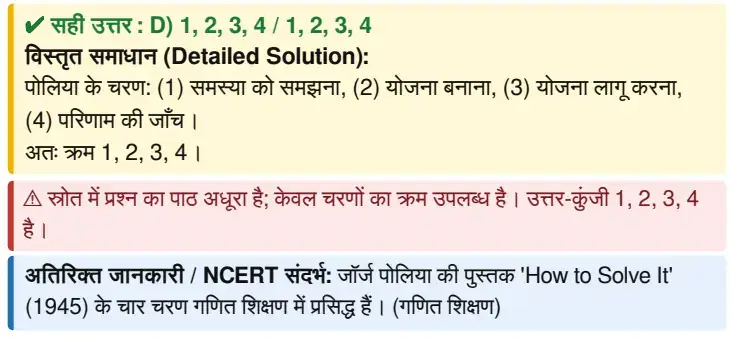 ✔ सही उत्तर : D) 1, 2, 3, 4 / 1, 2, 3, 4
विस्तृत समाधान (Detailed Solution):
पोलिया के चरण: (1) समस्या को समझना, (2) योजना बनाना, (3) योजना लागू करना,
(4) परिणाम की जाँच।
अतः क्रम 1, 2, 3, 4।
⚠ स्रोत में प्रश्न का पाठ अधूरा है; केवल चरणों का क्रम उपलब्ध है। उत्तर-कुंजी 1, 2, 3, 4
है।
अतिरिक्त जानकारी / NCERT संदर्भ: जॉर्ज पोलिया की पुस्तक 'How to Solve It'
(1945) के चार चरण गणित शिक्षण में प्रसिद्ध हैं। (गणित शिक्षण)